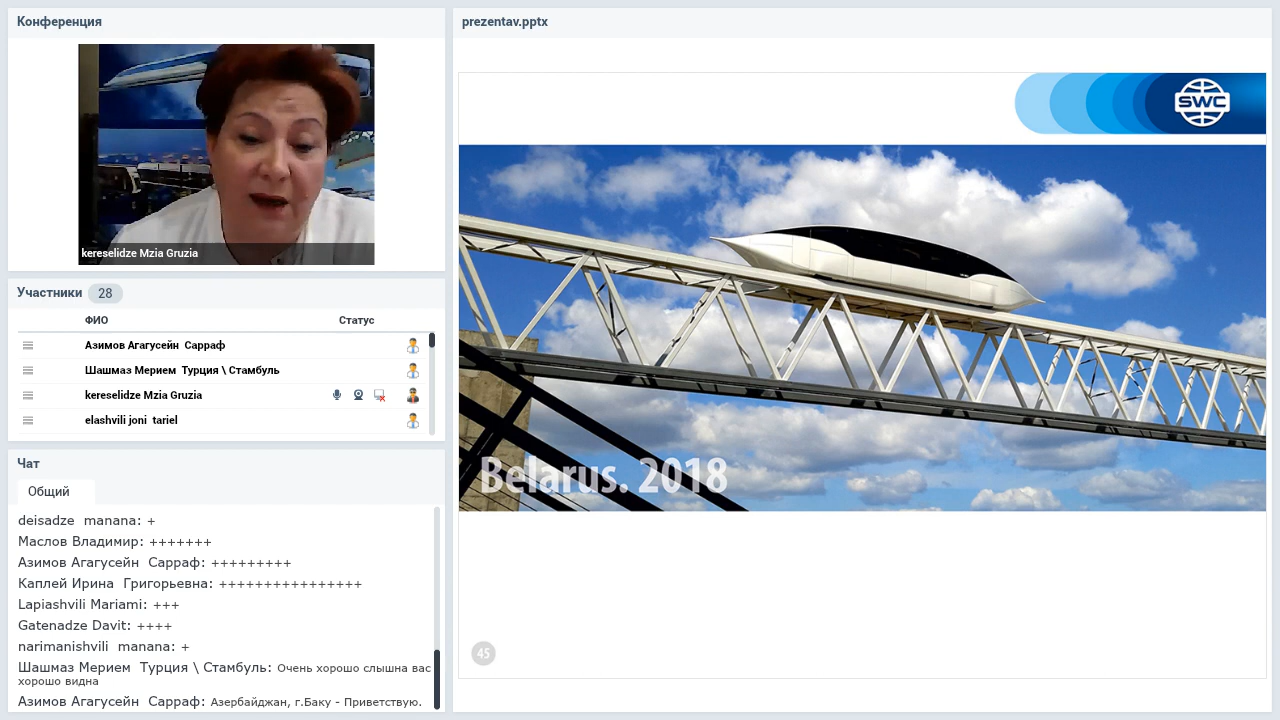 Конференция
kereselidze Mzia Gruzia
Участники 28
ФИО Статус
Азимов Агагусейн Сарраф
Шашмаз Мерием Турция \ Стамбуль
kereselidze Mzia Gruzia
elashvili joni tariel
Чат
Общий
deisadze manana: +
Маслов Владимир: +++++++
Азимов Агагусейн Сарраф: +++++++++
Каплей Ирина Григорьевна: ++++++++++++++++
Lapiashvili Mariami: +++
Gatenadze Davit: ++++
narimanishvili manana: +
Шашмаз Мерием Турция \ Стамбуль: Очень хорошо слышна вас
хорошо видна
Азимов Агагусейн Сарраф: Азербайджан, г.Баку - Приветствую.
prezentav.pptx
SWC
Belarus. 2018
45